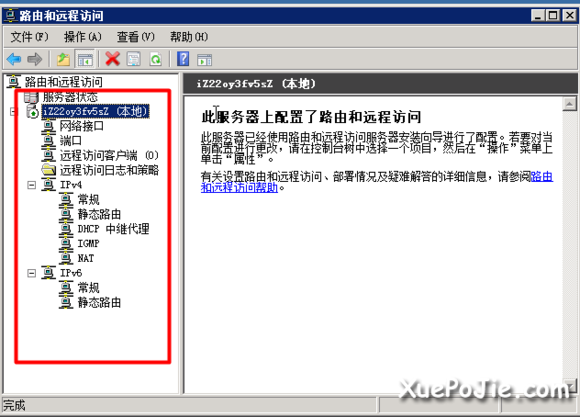 路由和远程访问
文件(F) 操作(A) 查看(V) 帮助(H)
路由和远程访问
服务器状态
iZ22oy3fv5sZ (本地)
网络接口
端口
远程访问客户端 (0)
远程访问日志和策略
IPv4
常规
静态路由
DHCP 中继代理
IGMP
NAT
IPv6
常规
静态路由
iZ22oy3fv5sZ (本地)
此服务器上配置了路由和远程访问
此服务器已经使用路由和远程访问服务器安装向导进行了配置。若要对当
前配置进行更改，请在控制台树中选择一个项目，然后在“操作”菜单上
单击“属性”。
有关设置路由和远程访问、部署情况及疑难解答的详细信息，请参阅路由
和远程访问帮助。
完成
XuePoJie.com